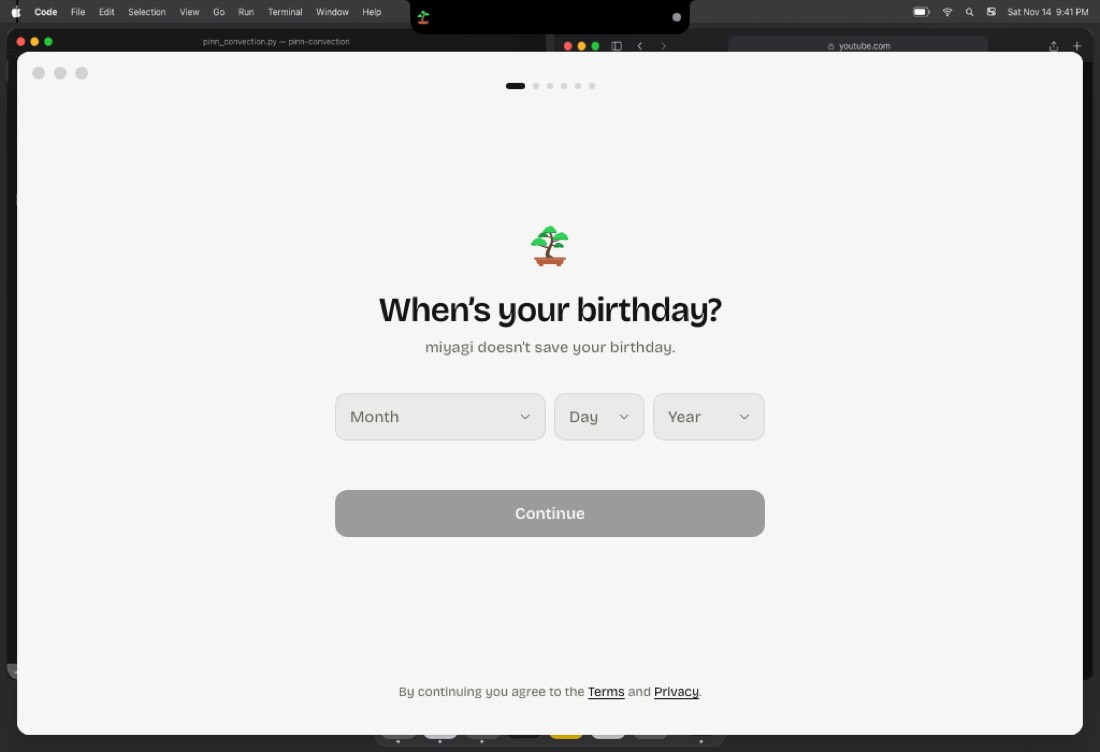 Code File Edit Selection View Go Run Terminal Window Help Sat Nov 14 9:41 PM
pinn_convection.py — pinn-convection
youtube.com
When's your birthday?
miyagi doesn't save your birthday.
Month Day Year
Continue
By continuing you agree to the Terms and Privacy.